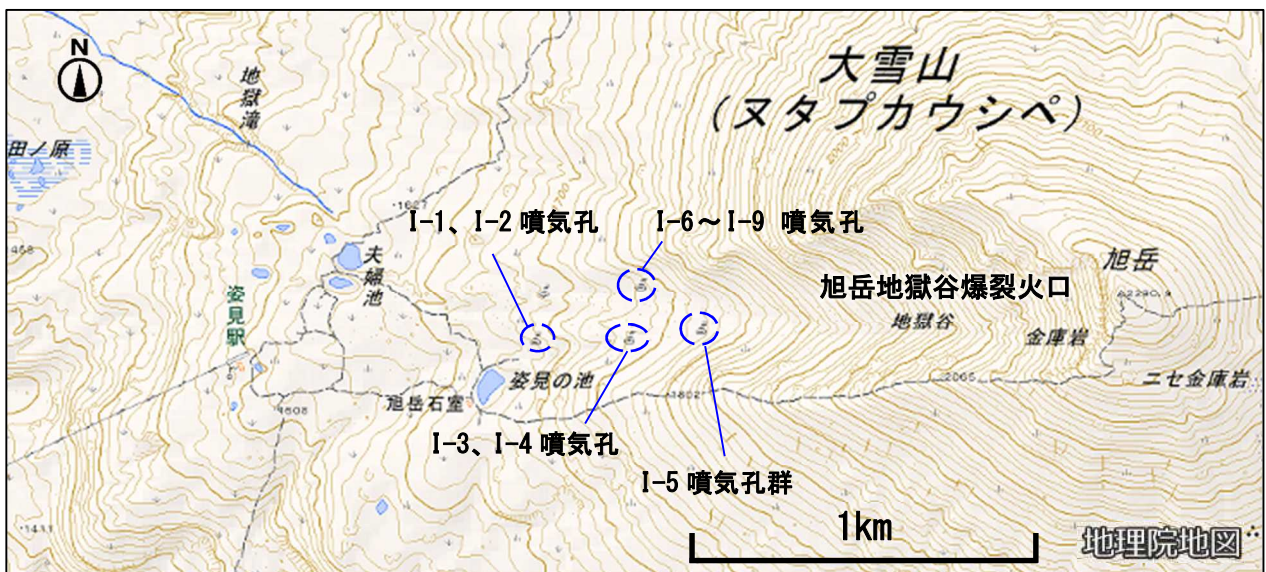 N
大雪山
(ヌタプカウシペ)
地獄滝
田ノ原
1627
I-1、I-2 噴気孔
I-6～I-9 噴気孔
夫婦池
旭岳
旭岳地獄谷爆裂火口
地獄谷
姿見駅
金庫岩
姿見の池
ニセ金庫岩
旭岳石室
1608
I-3、I-4 噴気孔
I-5 噴気孔群
1km
地理院地図